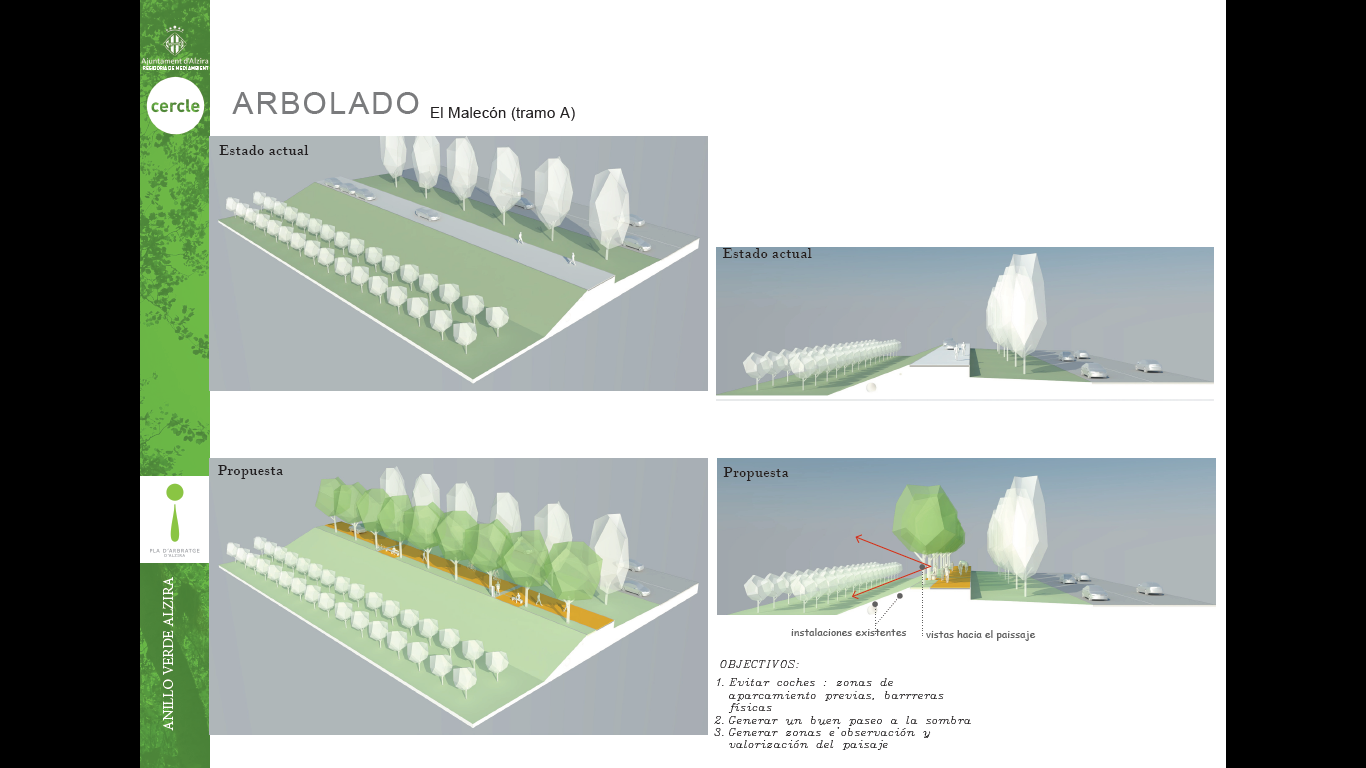 Ajuntament d'Alzira
REGIDORIA DE MEDI AMBIENT
cercle
ARBOLADO El Malecón (tramo A)
Estado actual
Estado actual
Propuesta
Propuesta
instalaciones existentes
vistas hacia el paissaje
OBJECTIVOS:
1. Evitar coches : zonas de
aparcamiento previas, barrreras
físicas
2. Generar un buen paseo a la sombra
3. Generar zonas e'observación y
valorización del paisaje
PLA D'ARBRATGE
D'ALZIRA
ANILLO VERDE ALZIRA